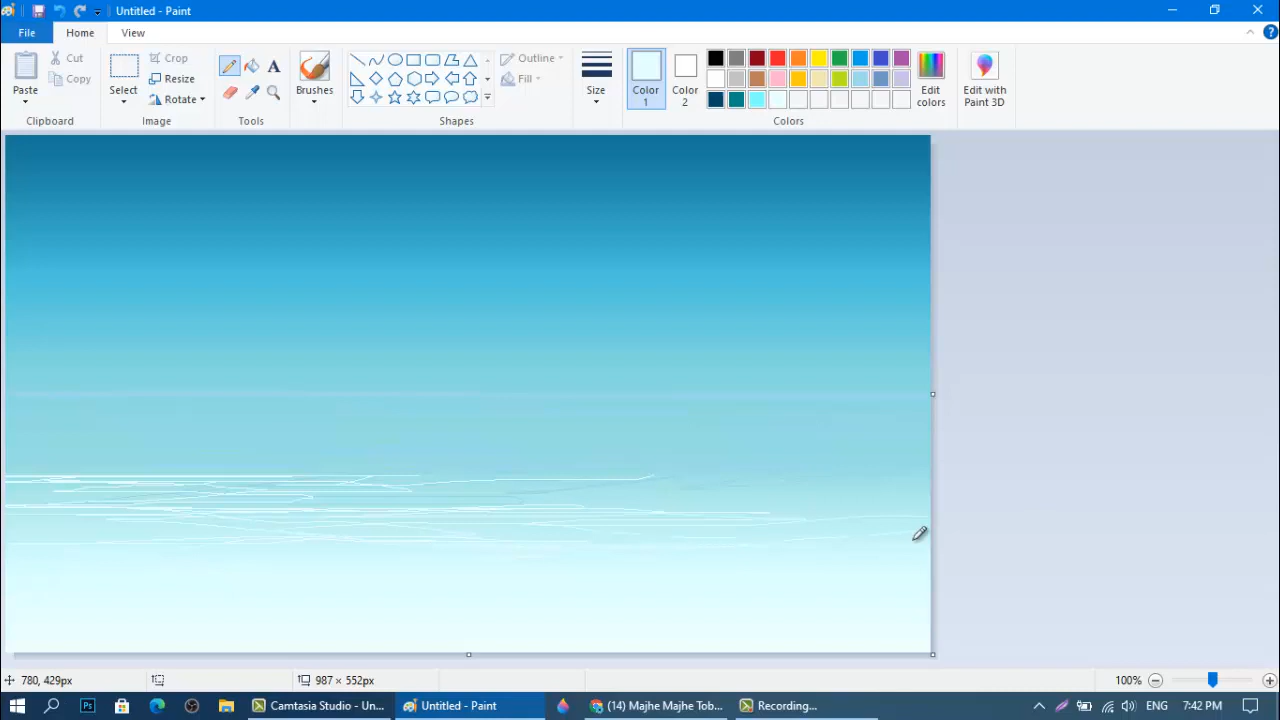 Untitled - Paint
File
Home
View
Paste
Cut
Copy
Clipboard
Select
Crop
Resize
Rotate
Image
Tools
Brushes
Shapes
Outline
Fill
Size
Color 1
Color 2
Colors
Edit colors
Edit with Paint 3D
780, 429px
987 × 552px
100%
Camtasia Studio - Un...
Untitled - Paint
(14) Majhe Majhe Tob...
Recording...
ENG
7:42 PM